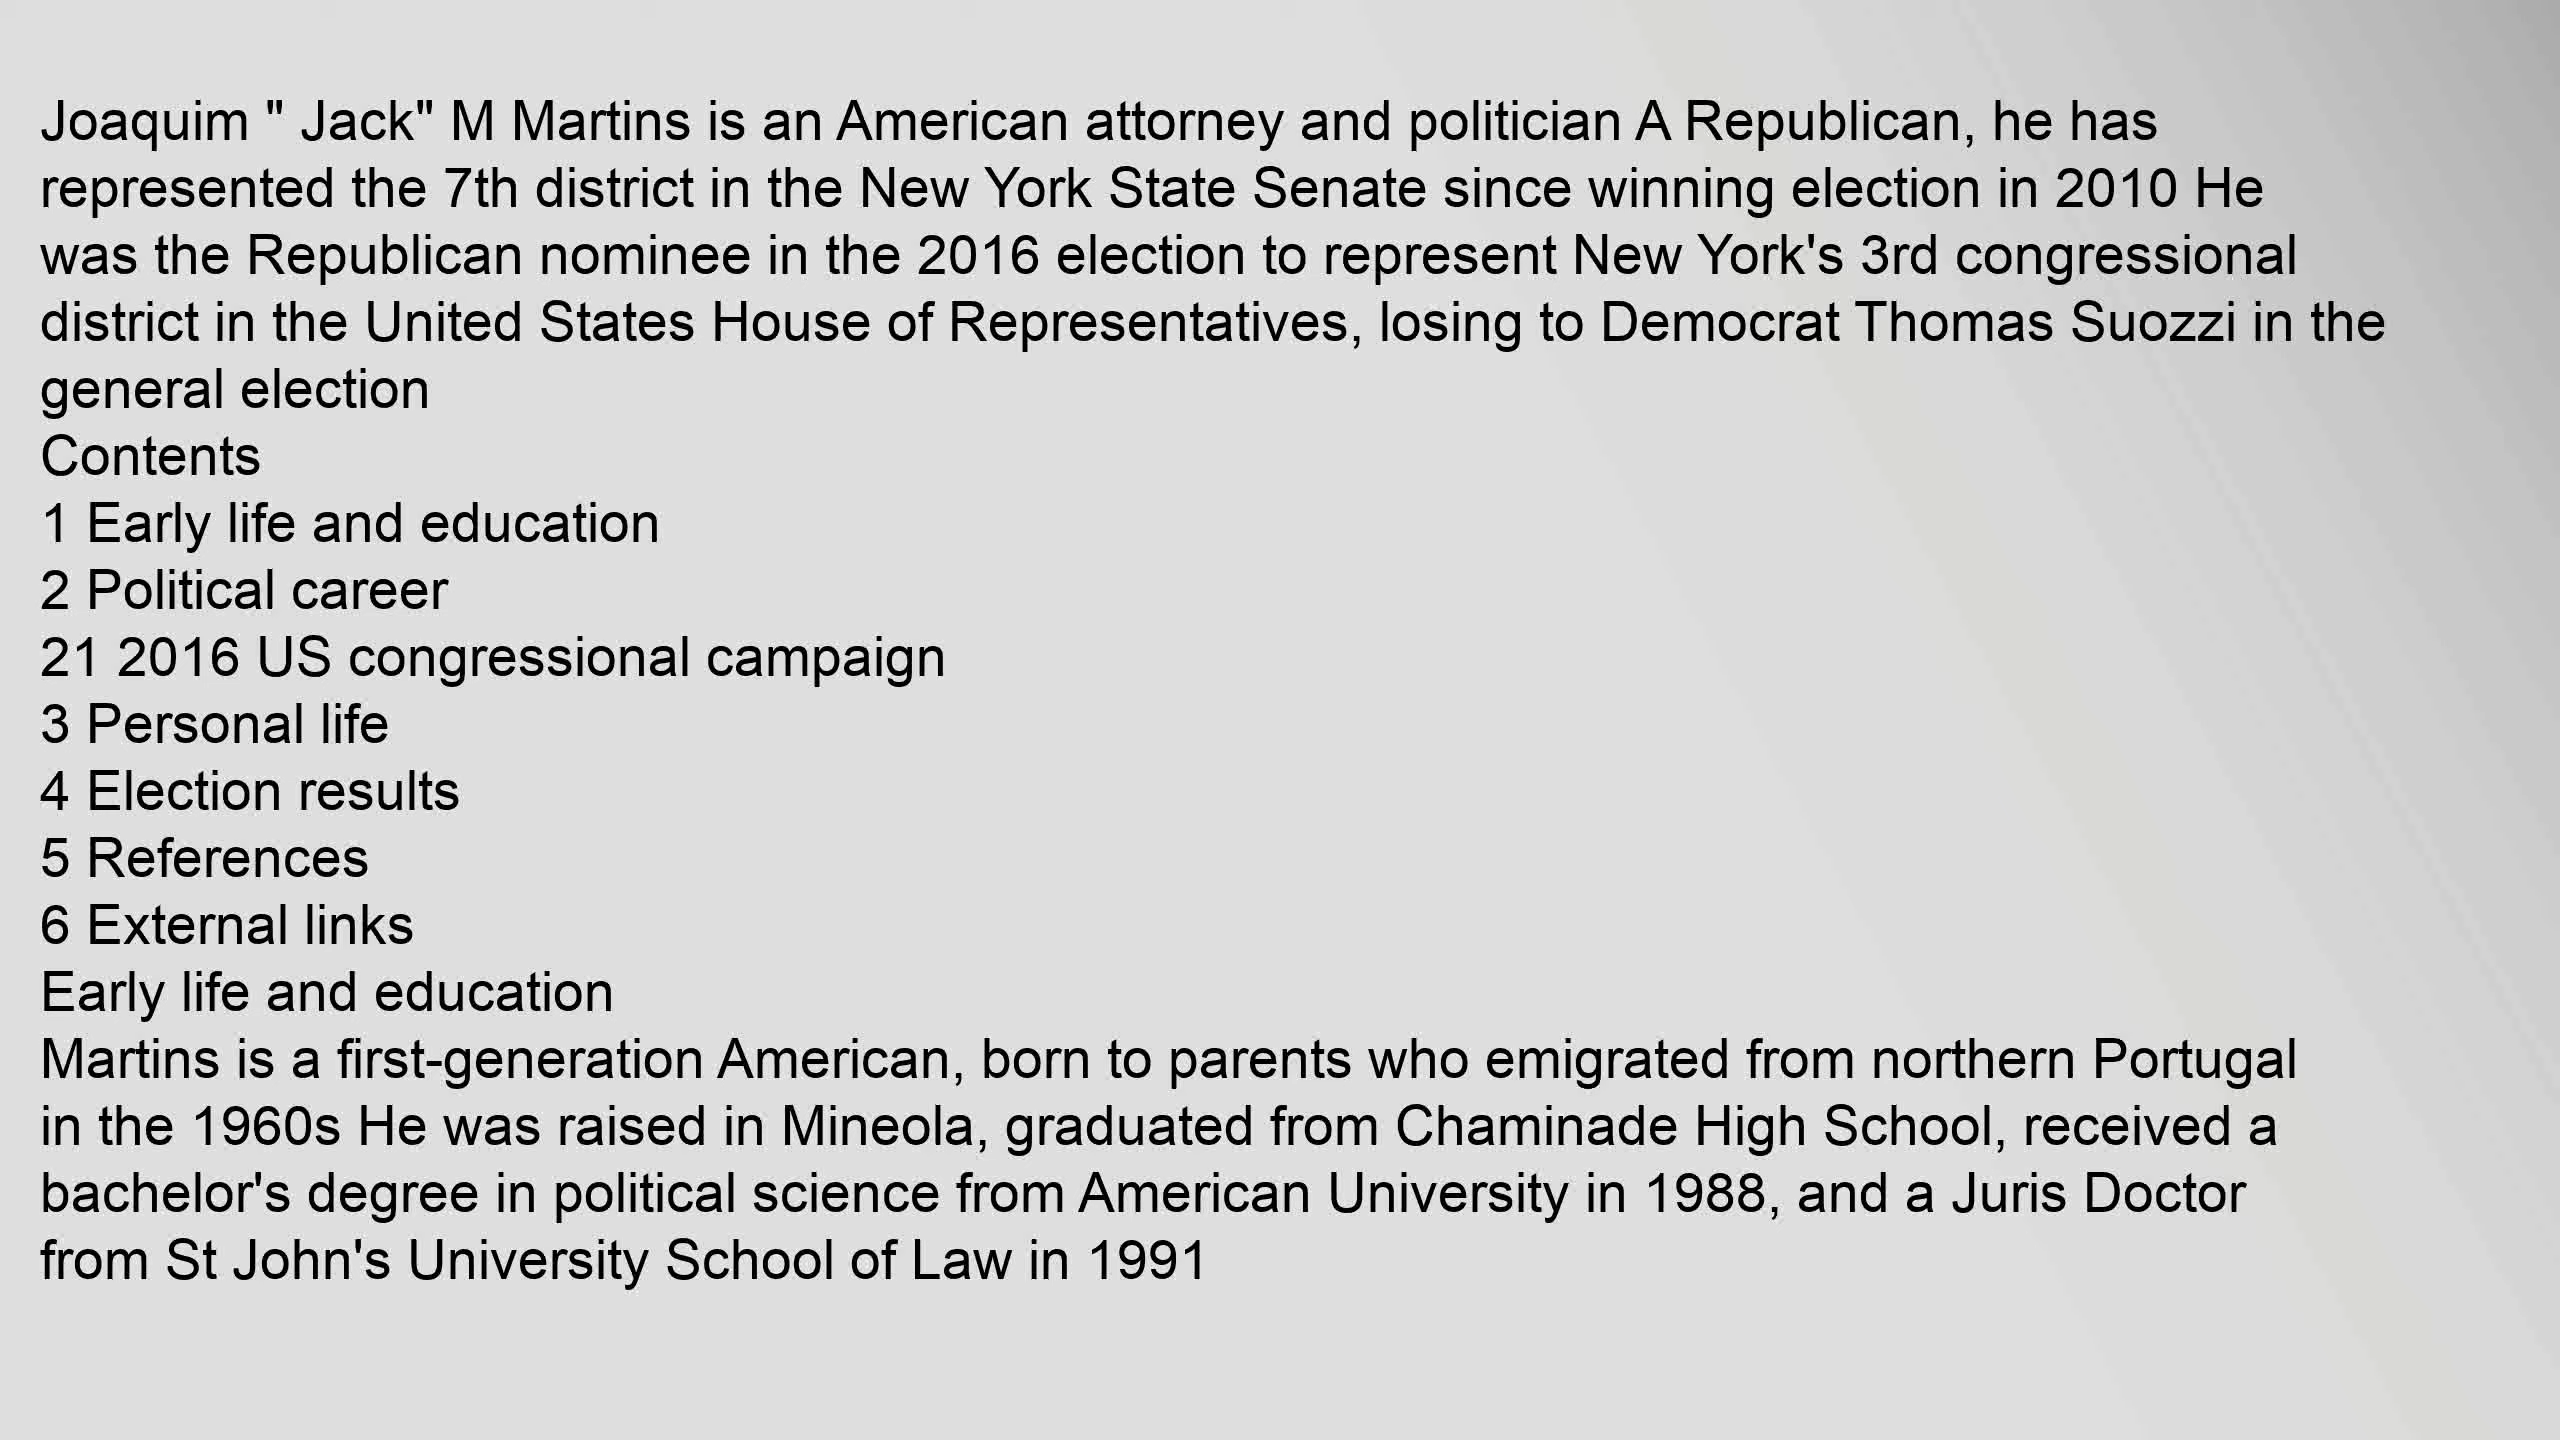 Joaquim " Jack" M Martins is an American attorney and politician A Republican, he has
represented the 7th district in the New York State Senate since winning election in 2010 He
was the Republican nominee in the 2016 election to represent New York's 3rd congressional
district in the United States House of Representatives, losing to Democrat Thomas Suozzi in the
general election
Contents
1 Early life and education
2 Political career
21 2016 US congressional campaign
3 Personal life
4 Election results
5 References
6 External links
Early life and education
Martins is a first-generation American, born to parents who emigrated from northern Portugal
in the 1960s He was raised in Mineola, graduated from Chaminade High School, received a
bachelor's degree in political science from American University in 1988, and a Juris Doctor
from St John's University School of Law in 1991